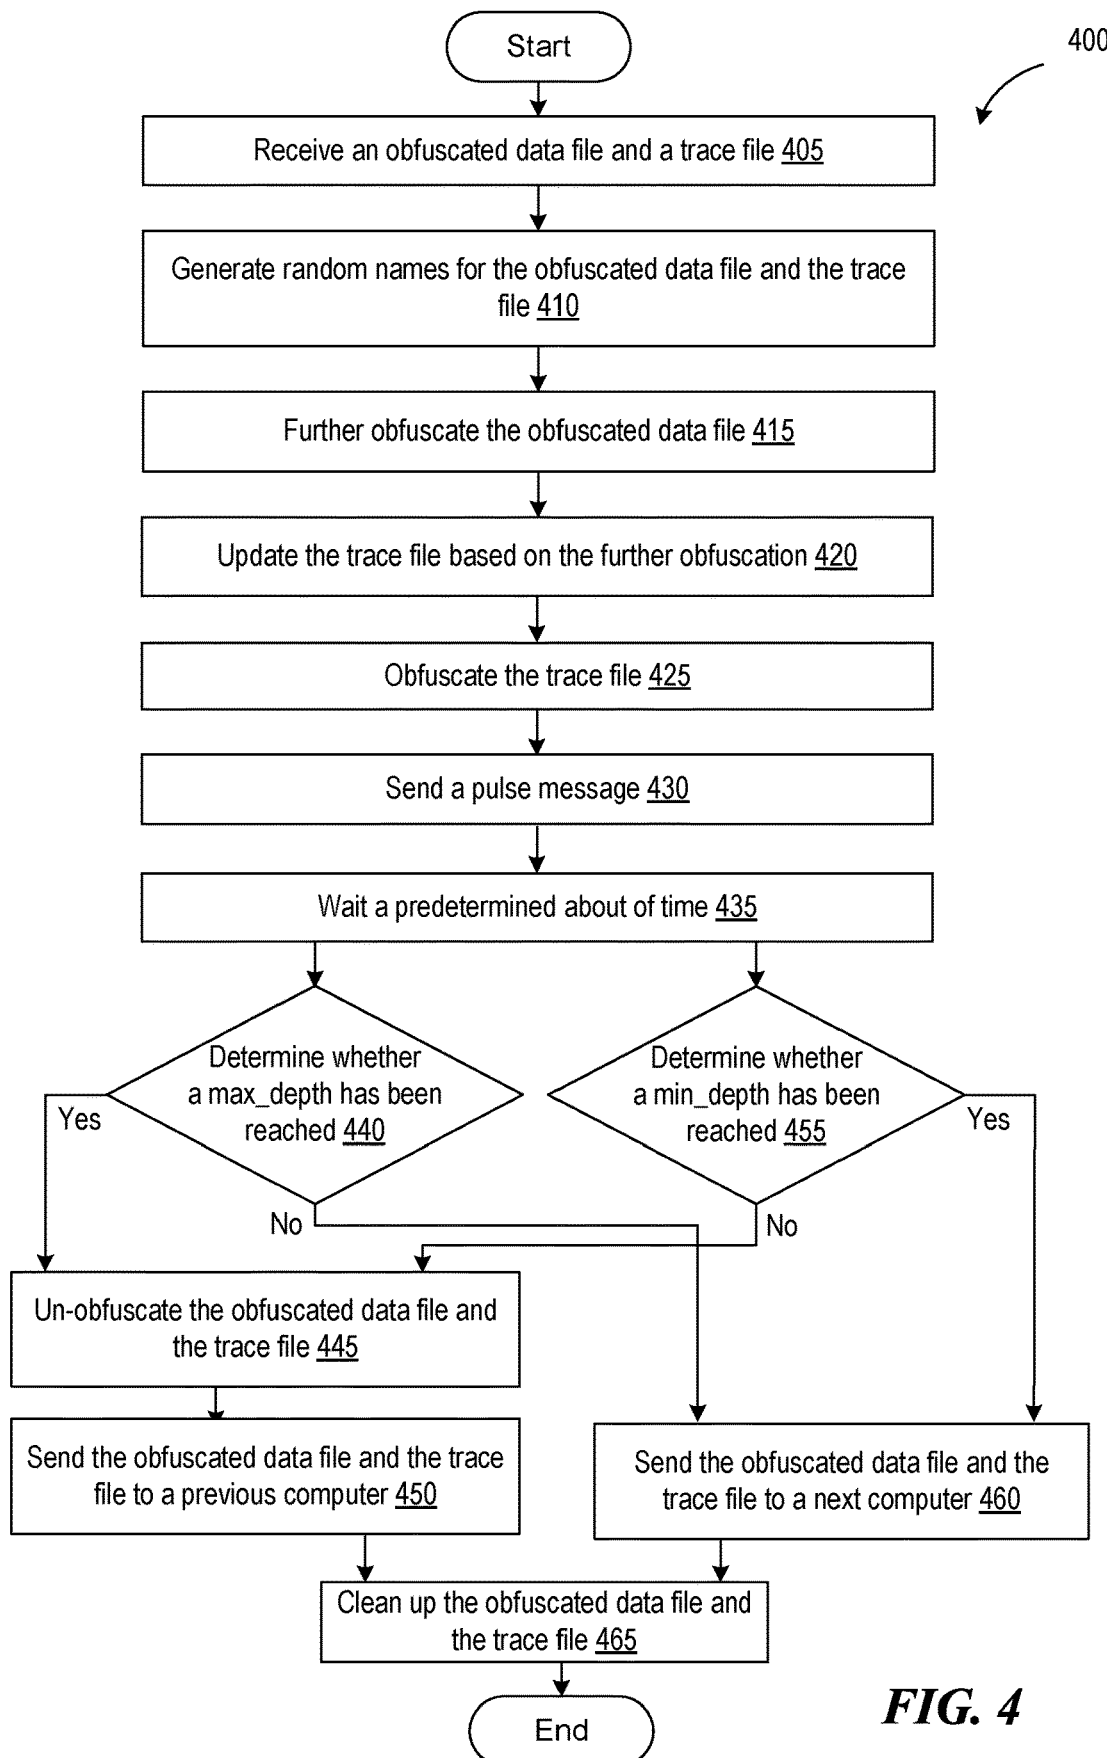 Start
400
Receive an obfuscated data file and a trace file 405
Generate random names for the obfuscated data file and the trace
file 410
Further obfuscate the obfuscated data file 415
Update the trace file based on the further obfuscation 420
Obfuscate the trace file 425
Send a pulse message 430
Wait a predetermined about of time 435
Determine whether
a max_depth has been
reached 440
Determine whether
a min_depth has been
reached 455
Yes
Yes
No
No
Un-obfuscate the obfuscated data file and
the trace file 445
Send the obfuscated data file and the trace
file to a previous computer 450
Send the obfuscated data file and the
trace file to a next computer 460
Clean up the obfuscated data file and
the trace file 465
End
FIG. 4